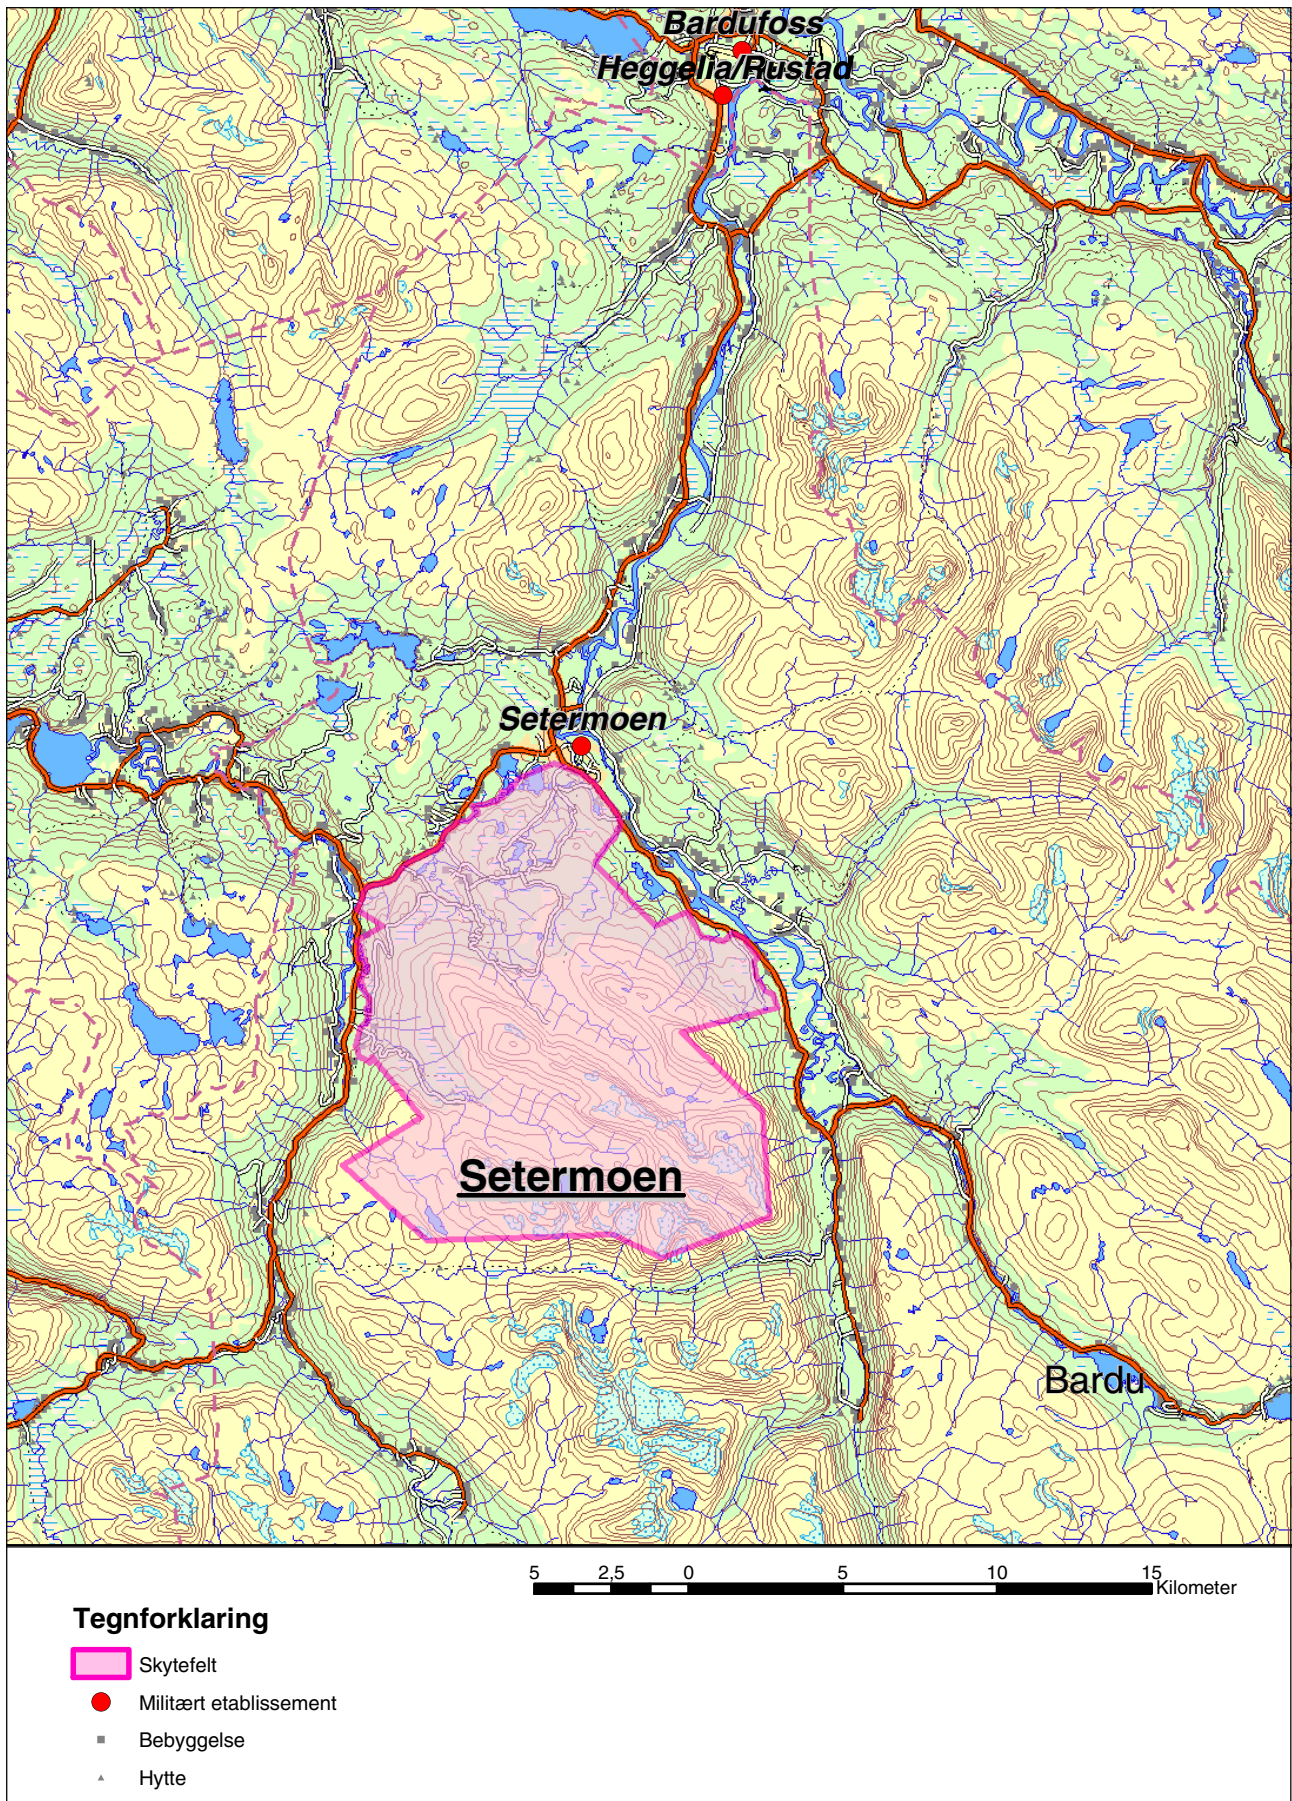 Bardufoss
Heggelia/Rustad
Setermoen
Setermoen
Bardu
5 2,5 0 5 10 15
Kilometer
Tegnforklaring
Skytefelt
Militært etablissement
Bebyggelse
Hytte